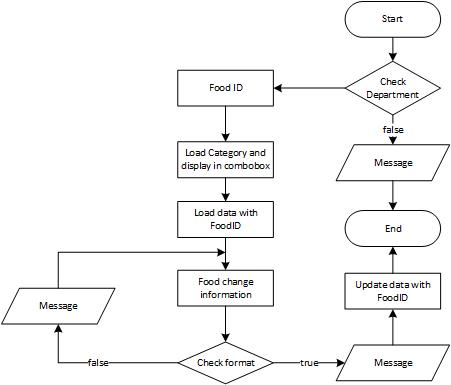 Start
Check
Department
Food ID
false
Load Category and
display in combobox
Message
Load data with
FoodID
End
Food change
information
Update data with
FoodID
Message
false
Check format
true
Message